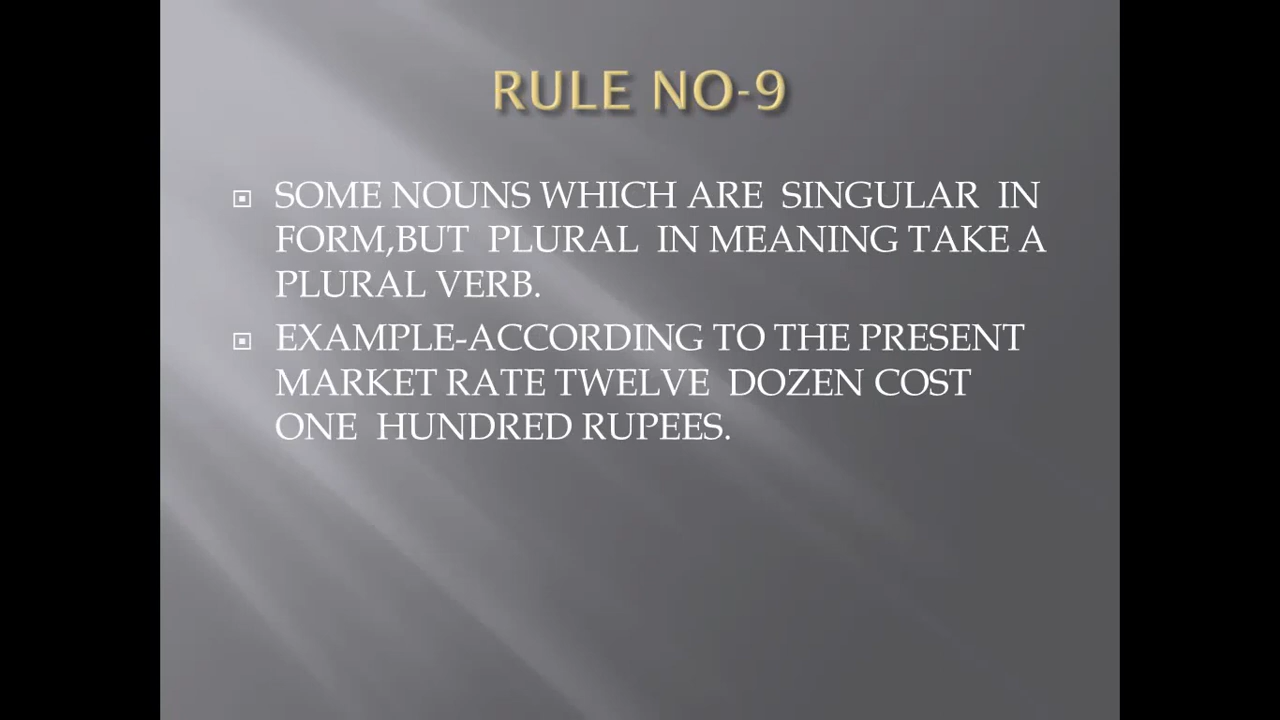 RULE NO-9
SOME NOUNS WHICH ARE SINGULAR IN
FORM,BUT PLURAL IN MEANING TAKE A
PLURAL VERB.
EXAMPLE-ACCORDING TO THE PRESENT
MARKET RATE TWELVE DOZEN COST
ONE HUNDRED RUPEES.